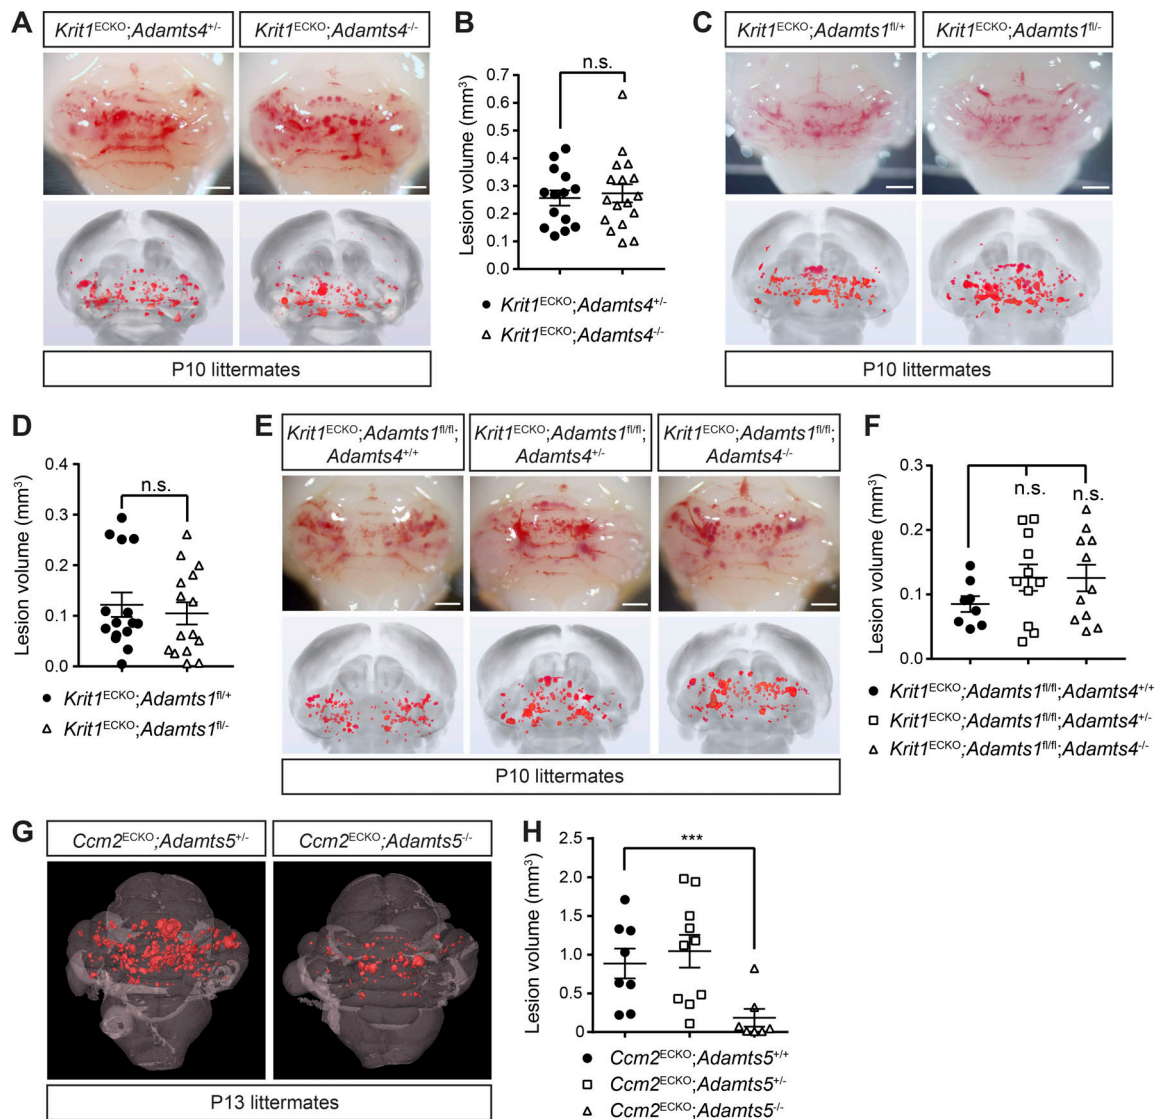 A
Krit1ECKO;Adamts4+/-
Krit1ECKO;Adamts4-/-
P10 littermates
B
n.s.
Lesion volume (mm3)
0.7
0.6
0.5
0.4
0.3
0.2
0.1
0.0
Krit1ECKO;Adamts4+/-
Krit1ECKO;Adamts4-/-
C
Krit1ECKO;Adamts1fl/+
Krit1ECKO;Adamts1fl/-
P10 littermates
D
n.s.
Lesion volume (mm3)
0.4
0.3
0.2
0.1
0.0
Krit1ECKO;Adamts1fl/+
Krit1ECKO;Adamts1fl/-
E
Krit1ECKO;Adamts1fl/fl;
Adamts4+/+
Krit1ECKO;Adamts1fl/fl;
Adamts4+/-
Krit1ECKO;Adamts1fl/fl;
Adamts4-/-
P10 littermates
F
n.s.
n.s.
Lesion volume (mm3)
0.3
0.2
0.1
0.0
Krit1ECKO;Adamts1fl/fl;Adamts4+/+
Krit1ECKO;Adamts1fl/fl;Adamts4+/-
Krit1ECKO;Adamts1fl/fl;Adamts4-/-
G
Ccm2ECKO;Adamts5+/-
Ccm2ECKO;Adamts5-/-
P13 littermates
H
***
Lesion volume (mm3)
2.5
2.0
1.5
1.0
0.5
0
Ccm2ECKO;Adamts5+/+
Ccm2ECKO;Adamts5+/-
Ccm2ECKO;Adamts5-/-